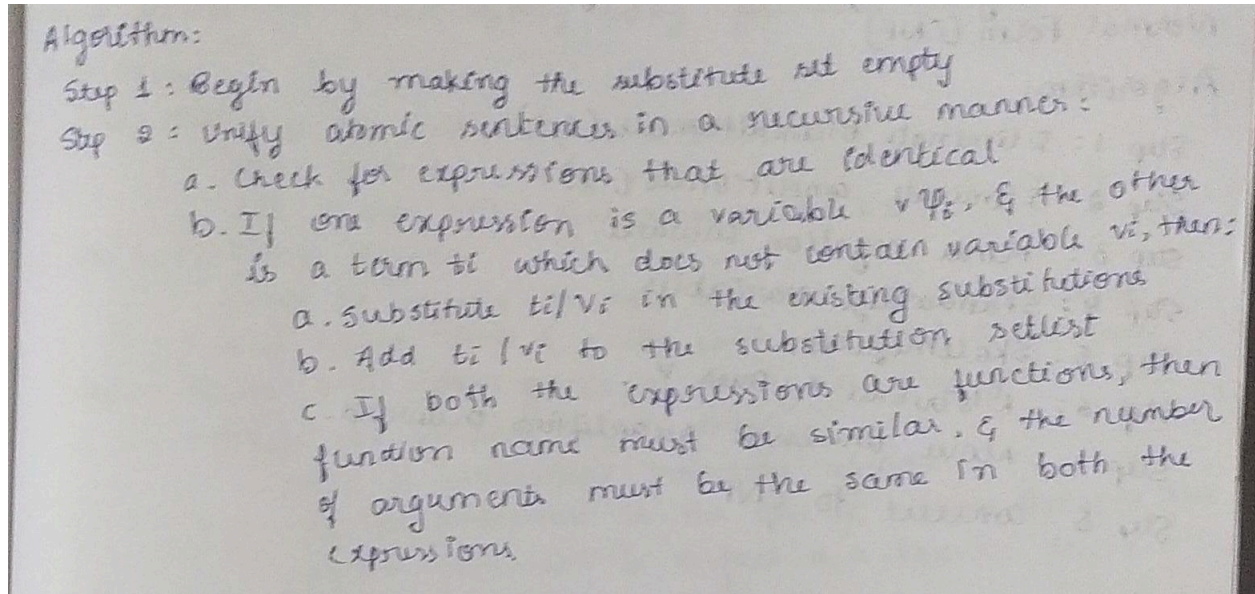 Algorithm:
Step 1 : Begin by making the substitute set empty
Step 2 : Unify atomic sentences in a recursive manner :
a. Check for expressions that are identical
b. If one expression is a variable vψi, & the other
is a term ti which does not contain variable vi, then:
a. Substitute ti/vi in the existing substitutions
b. Add ti/vi to the substitution setlist
c If both the expressions are functions, then
function name must be similar, & the number
of arguments must be the same in both the
expressions.